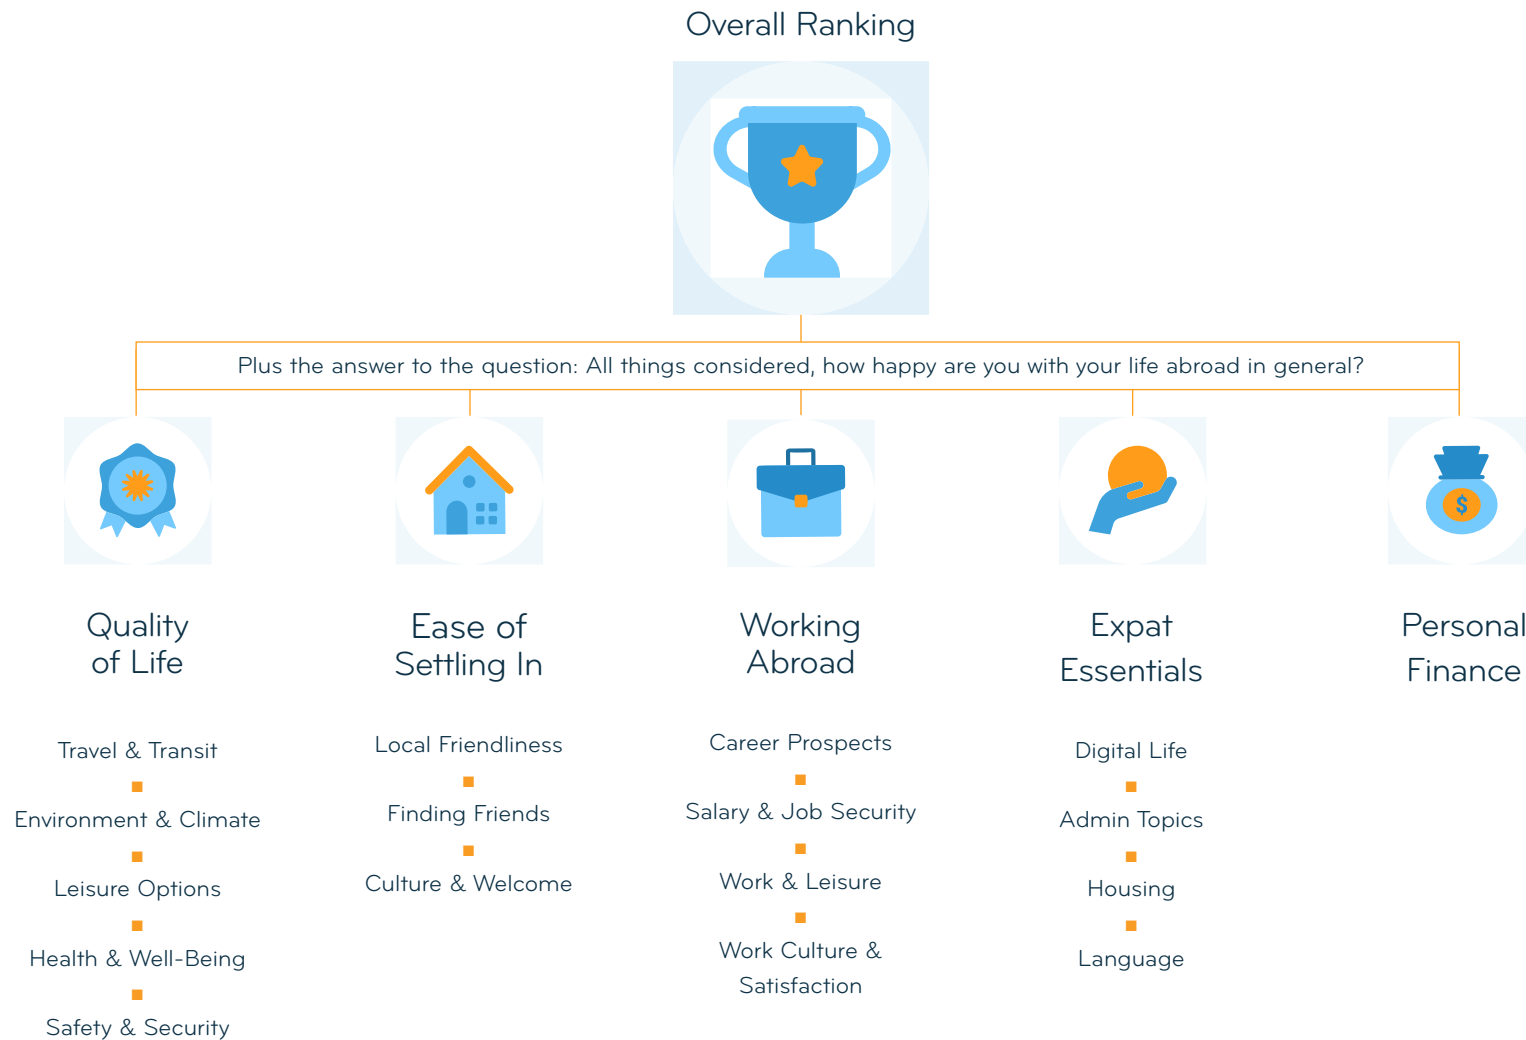 Overall Ranking
Plus the answer to the question: All things considered, how happy are you with your life abroad in general?
Quality
of Life
Travel & Transit
Environment & Climate
Leisure Options
Health & Well-Being
Safety & Security
Ease of
Settling In
Local Friendliness
Finding Friends
Culture & Welcome
Working
Abroad
Career Prospects
Salary & Job Security
Work & Leisure
Work Culture &
Satisfaction
Expat
Essentials
Digital Life
Admin Topics
Housing
Language
$
Personal
Finance